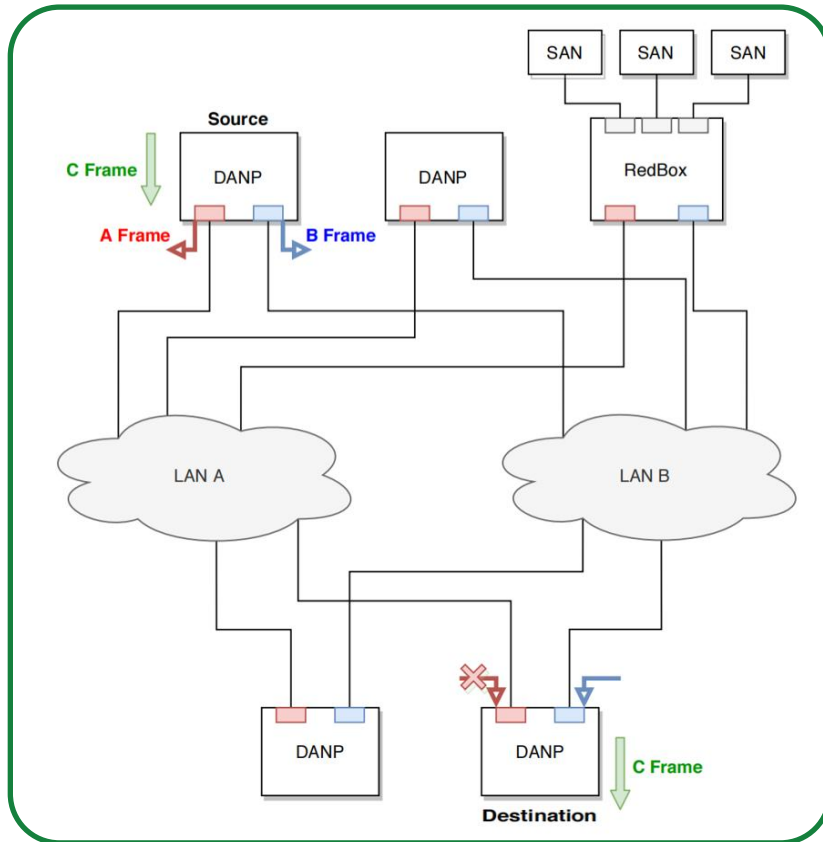 SAN SAN SAN
Source
DANP DANP RedBox
C Frame
A Frame B Frame
LAN A LAN B
DANP DANP
C Frame
Destination